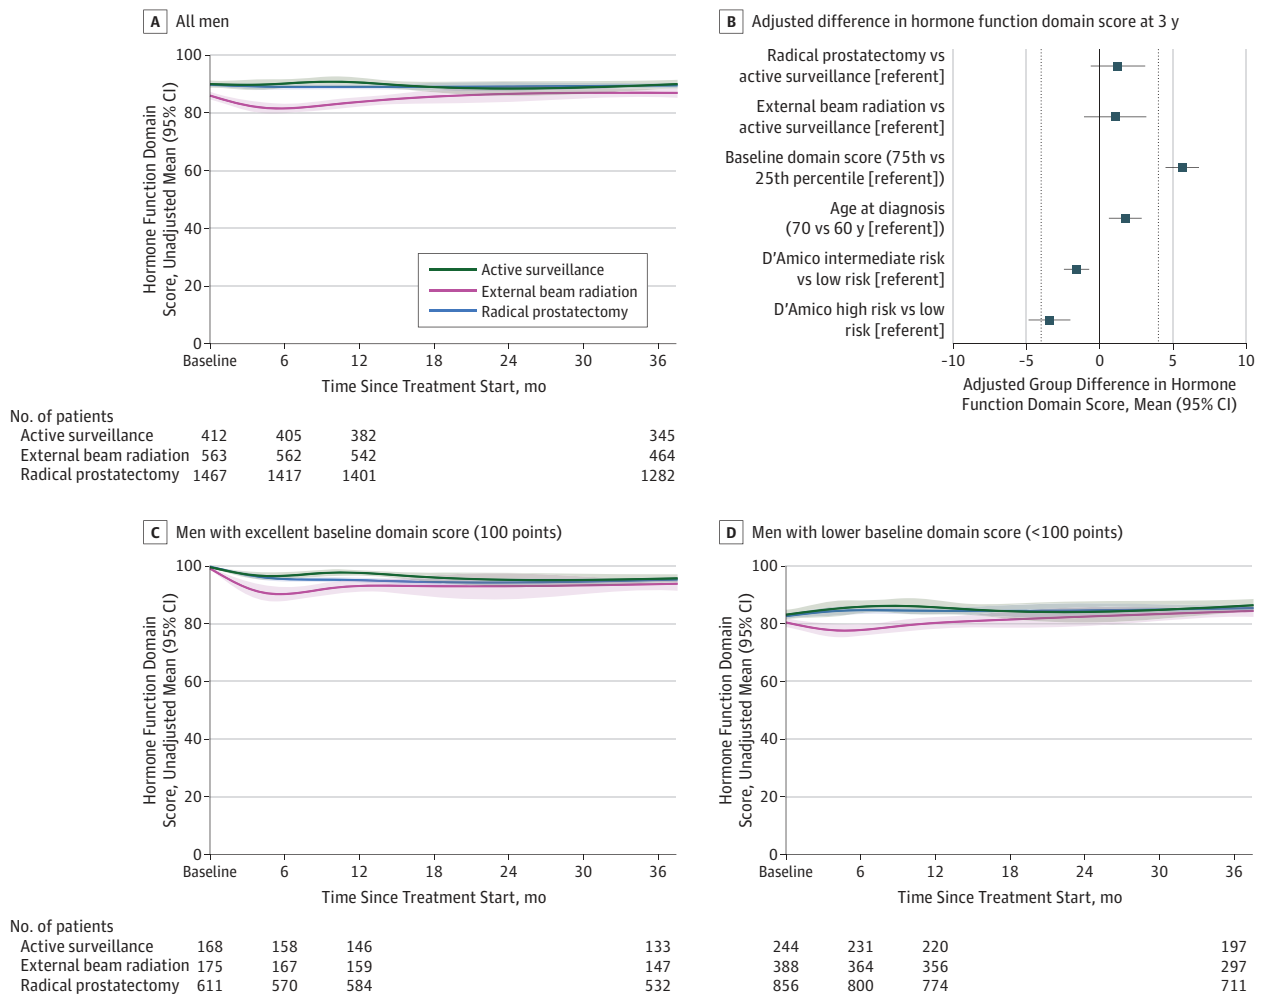 A All men
100
80
60
40
20
0
Hormone Function Domain
Score, Unadjusted Mean (95% CI)
Active surveillance
External beam radiation
Radical prostatectomy
Baseline 6 12 18 24 30 36
Time Since Treatment Start, mo
No. of patients
Active surveillance 412 405 382 345
External beam radiation 563 562 542 464
Radical prostatectomy 1467 1417 1401 1282
B Adjusted difference in hormone function domain score at 3 y
Radical prostatectomy vs
active surveillance [referent]
External beam radiation vs
active surveillance [referent]
Baseline domain score (75th vs
25th percentile [referent])
Age at diagnosis
(70 vs 60 y [referent])
D'Amico intermediate risk
vs low risk [referent]
D'Amico high risk vs low
risk [referent]
-10 -5 0 5 10
Adjusted Group Difference in Hormone
Function Domain Score, Mean (95% CI)
C Men with excellent baseline domain score (100 points)
100
80
60
40
20
0
Hormone Function Domain
Score, Unadjusted Mean (95% CI)
Baseline 6 12 18 24 30 36
Time Since Treatment Start, mo
No. of patients
Active surveillance 168 158 146 133
External beam radiation 175 167 159 147
Radical prostatectomy 611 570 584 532
D Men with lower baseline domain score (<100 points)
100
80
60
40
20
0
Hormone Function Domain
Score, Unadjusted Mean (95% CI)
Baseline 6 12 18 24 30 36
Time Since Treatment Start, mo
244 231 220 197
388 364 356 297
856 800 774 711